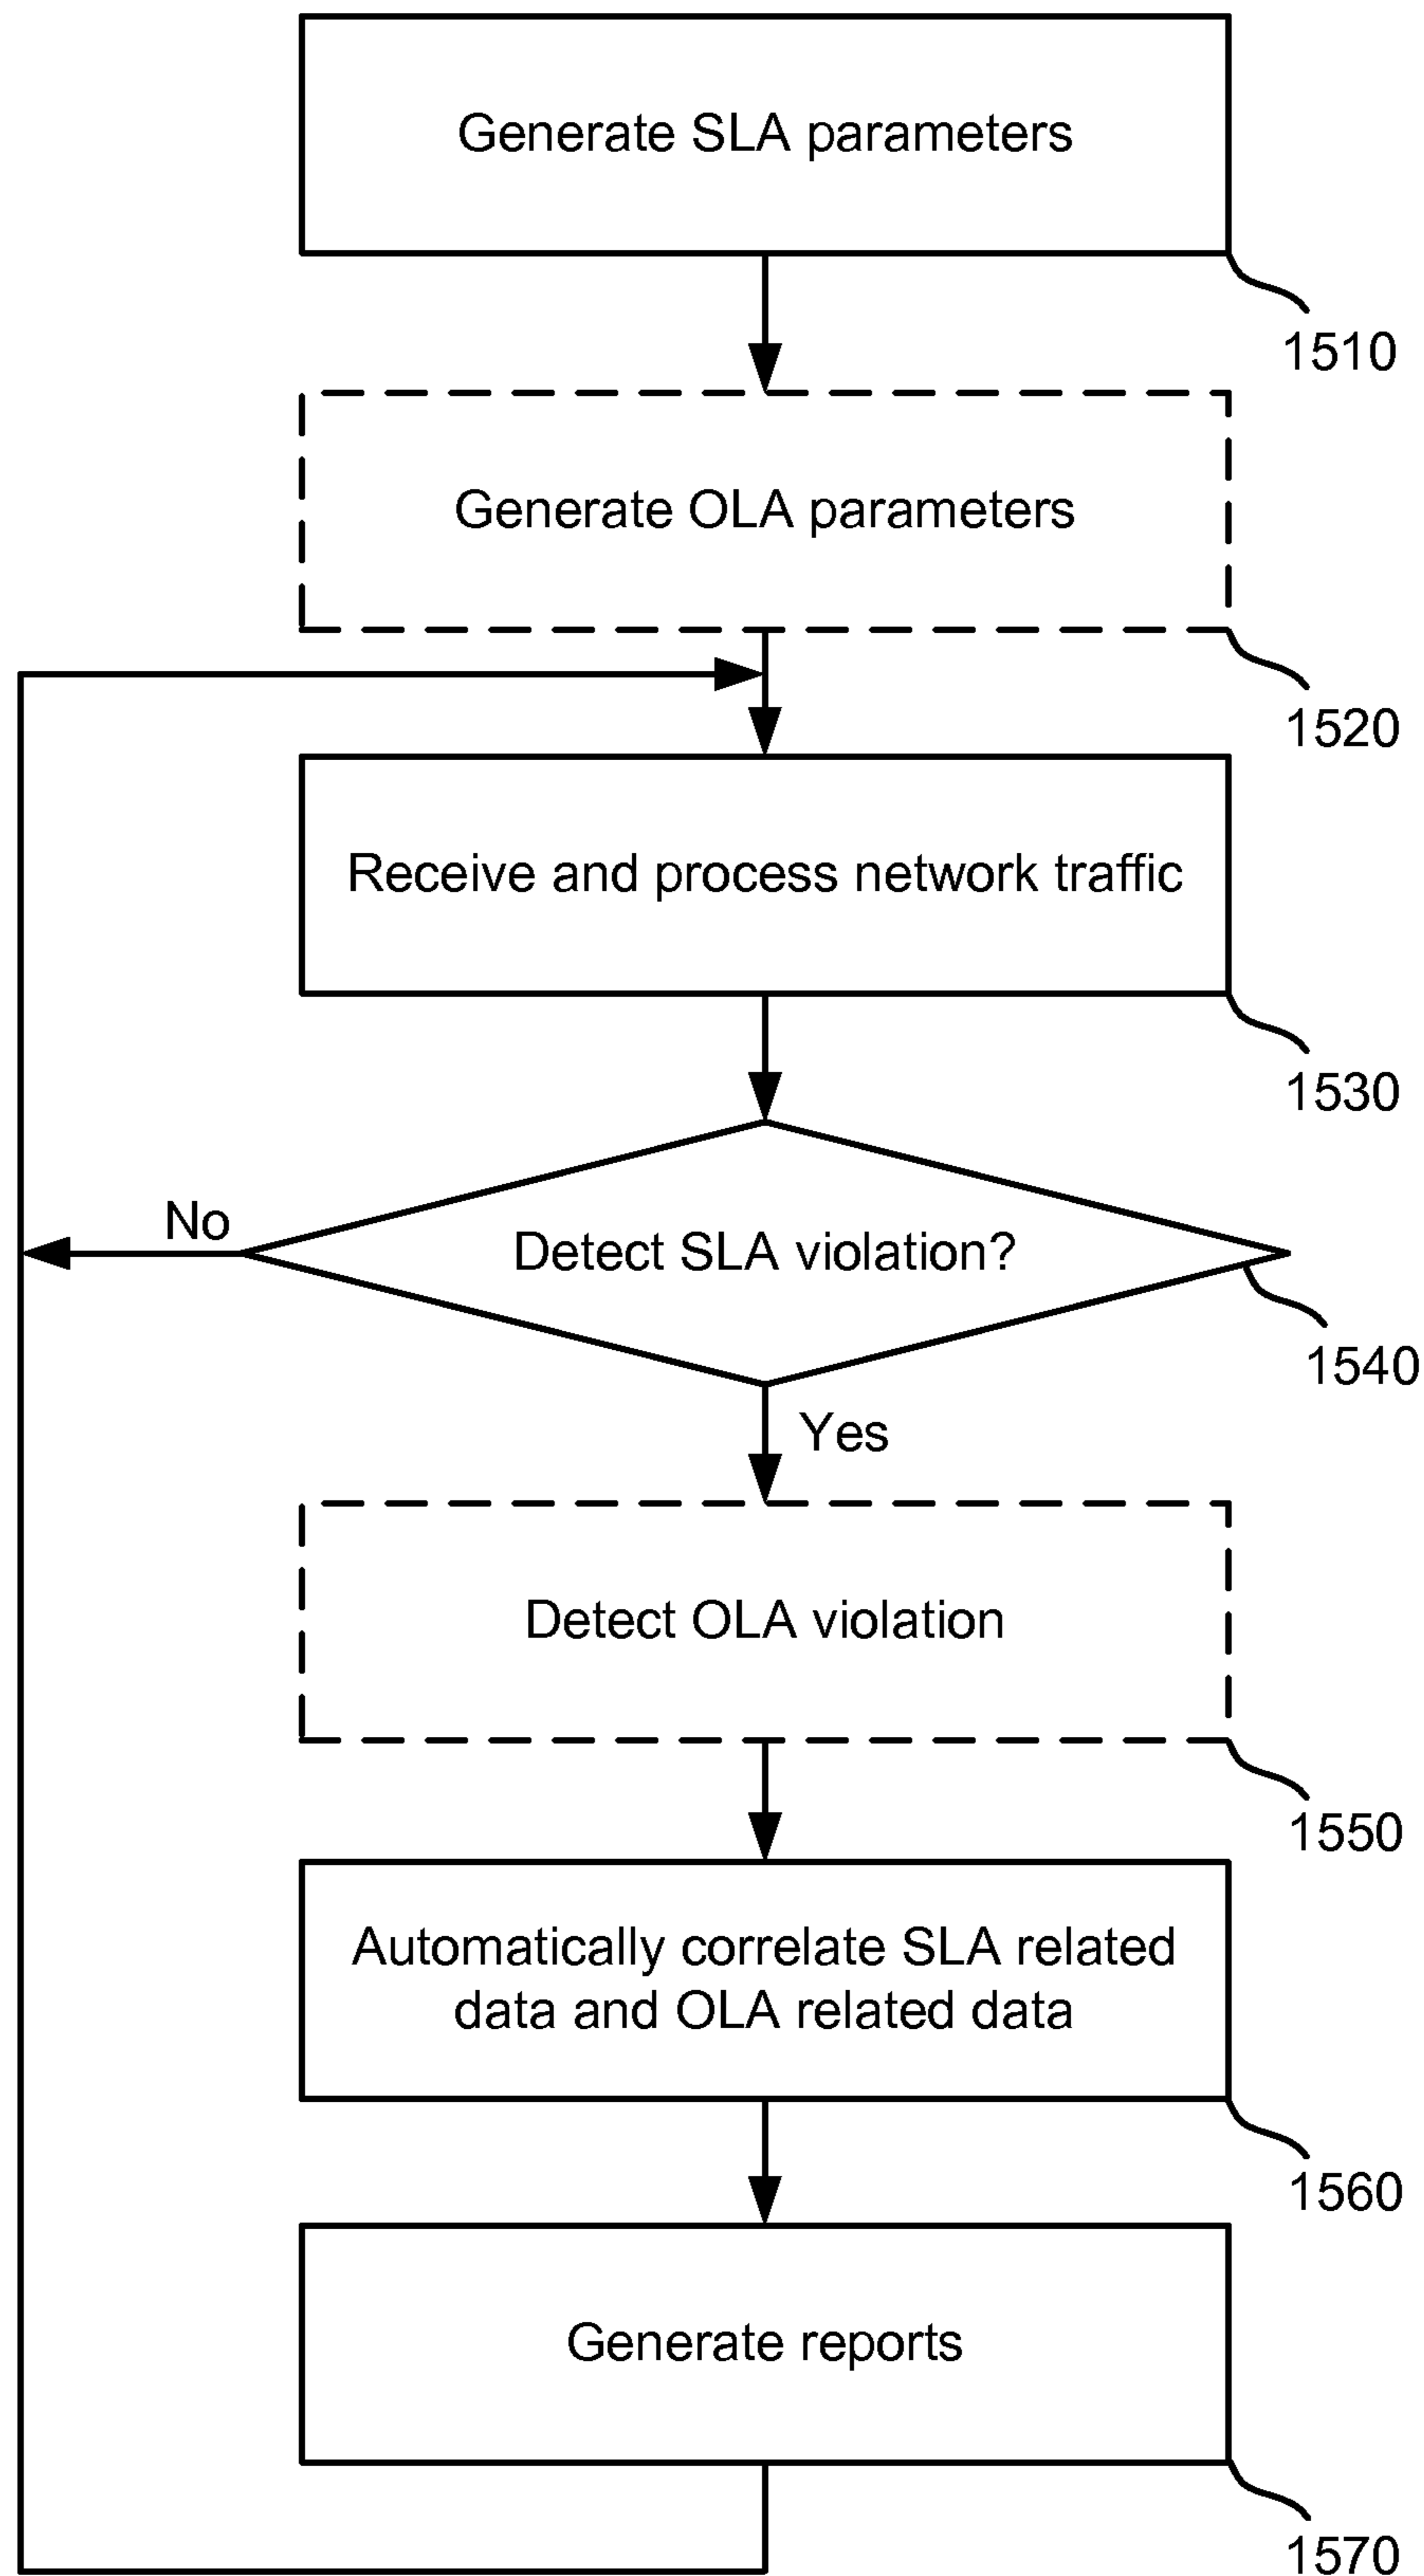 Generate SLA parameters
1510
Generate OLA parameters
1520
Receive and process network traffic
1530
No
Detect SLA violation?
1540
Yes
Detect OLA violation
1550
Automatically correlate SLA related
data and OLA related data
1560
Generate reports
1570